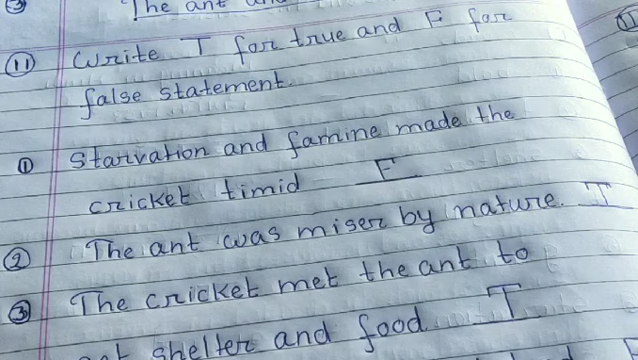 ③ The ant
⑪ Write T for true and F for
false statement.
① Starvation and famine made the
cricket timid F
② The ant was miser by nature. T
③ The cricket met the ant to
shelter and food. T